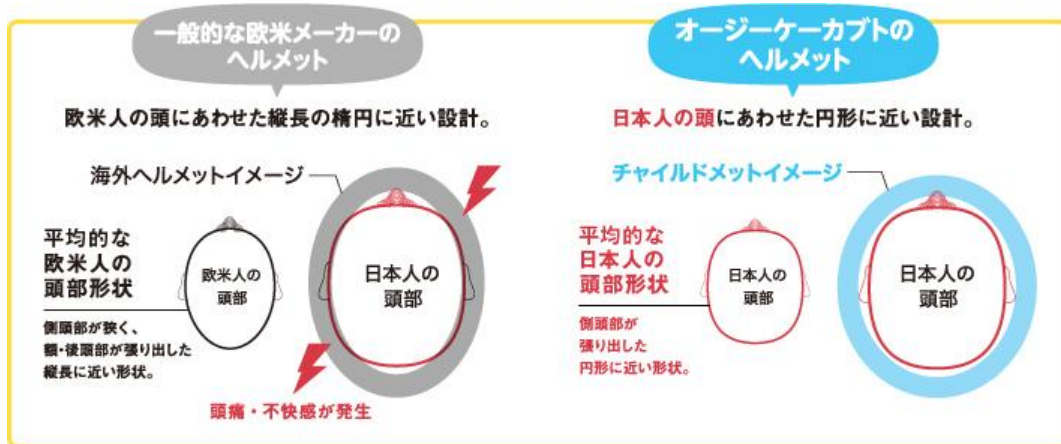 一般的な欧米メーカーの
ヘルメット
欧米人の頭にあわせた縦長の楕円に近い設計。
海外ヘルメットイメージ
平均的な
欧米人の
頭部形状
側頭部が狭く、
額・後頭部が張り出した
縦長に近い形状。
欧米人の
頭部
日本人の
頭部
頭痛・不快感が発生
オージーケーカブトの
ヘルメット
日本人の頭にあわせた円形に近い設計。
チャイルドメットイメージ
平均的な
日本人の
頭部形状
側頭部が
張り出した
円形に近い形状。
日本人の
頭部
日本人の
頭部